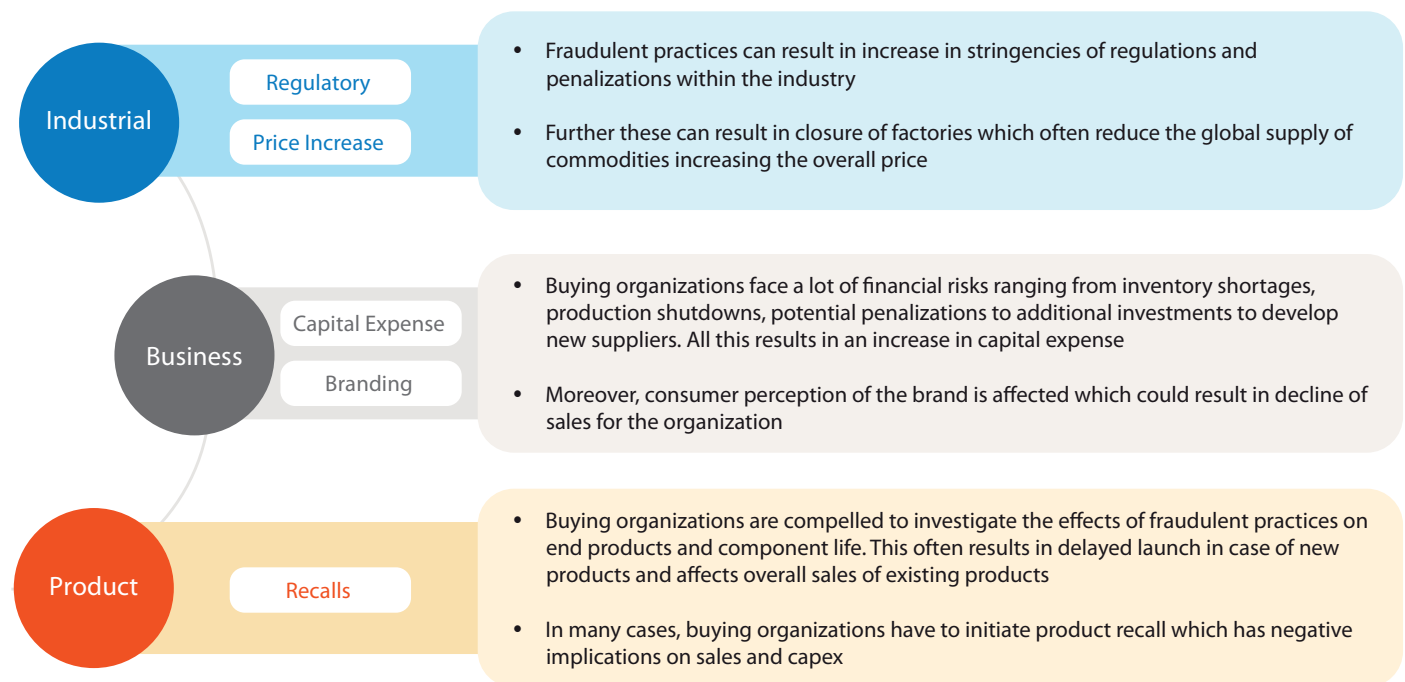 Industrial
Regulatory
Price Increase
• Fraudulent practices can result in increase in stringencies of regulations and
penalizations within the industry
• Further these can result in closure of factories which often reduce the global supply of
commodities increasing the overall price
Business
Capital Expense
Branding
• Buying organizations face a lot of financial risks ranging from inventory shortages,
production shutdowns, potential penalizations to additional investments to develop
new suppliers. All this results in an increase in capital expense
• Moreover, consumer perception of the brand is affected which could result in decline of
sales for the organization
Product
Recalls
• Buying organizations are compelled to investigate the effects of fraudulent practices on
end products and component life. This often results in delayed launch in case of new
products and affects overall sales of existing products
• In many cases, buying organizations have to initiate product recall which has negative
implications on sales and capex